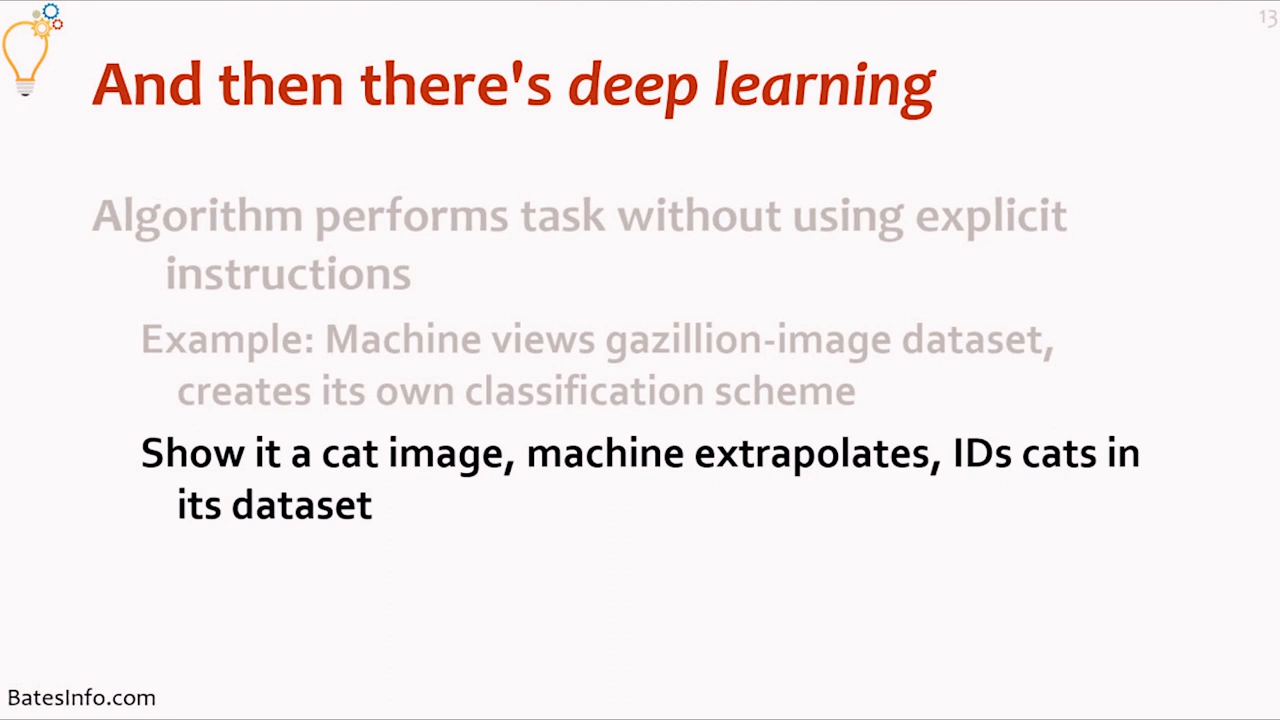 13
And then there's deep learning
Algorithm performs task without using explicit
instructions
Example: Machine views gazillion-image dataset,
creates its own classification scheme
Show it a cat image, machine extrapolates, IDs cats in
its dataset
BatesInfo.com